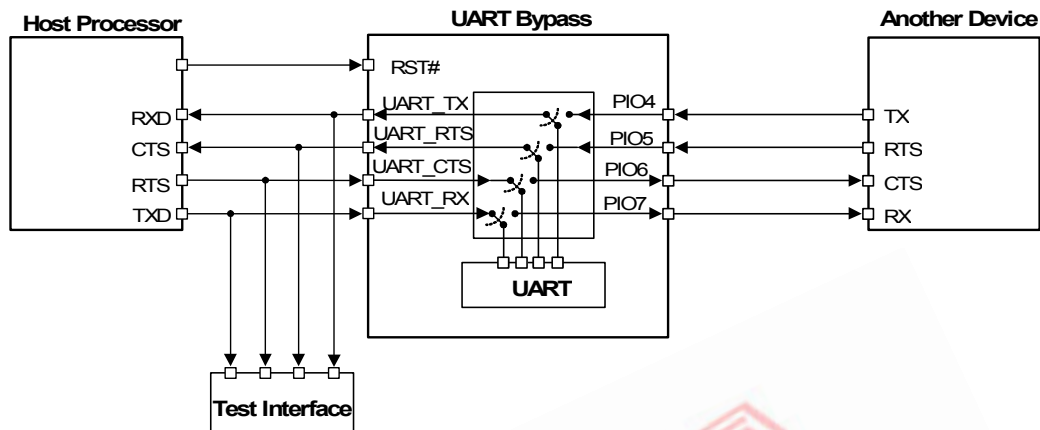 Host Processor
UART Bypass
Another Device
RST#
RXD
UART_TX
PIO4
TX
CTS
UART_RTS
PIO5
RTS
RTS
UART_CTS
PIO6
CTS
TXD
UART_RX
PIO7
RX
UART
Test Interface